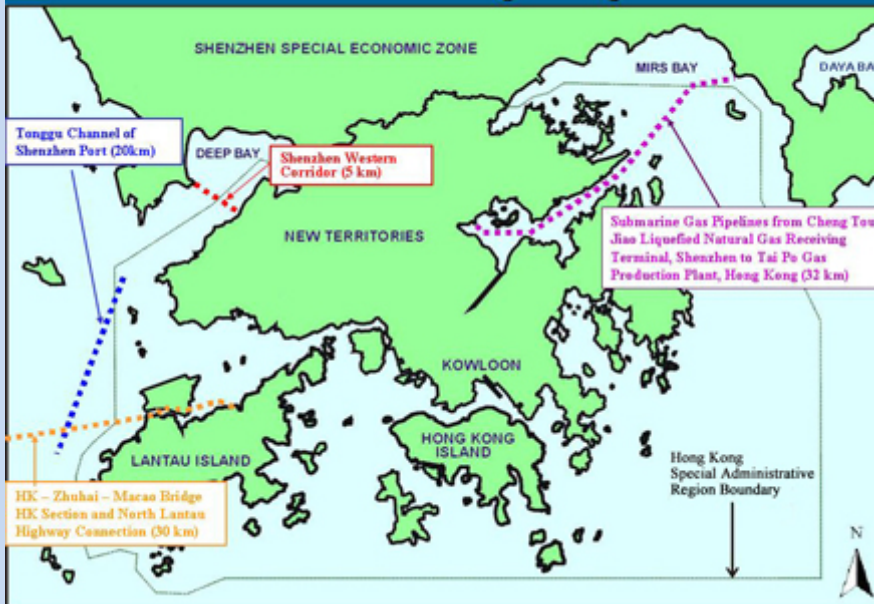 SHENZHEN SPECIAL ECONOMIC ZONE
MIRS BAY
DAYA BA
Tonggu Channel of
Shenzhen Port (20km)
DEEP BAY
Shenzhen Western
Corridor (5 km)
NEW TERRITORIES
Submarine Gas Pipelines from Cheng Tou
Jiao Liquefied Natural Gas Receiving
Terminal, Shenzhen to Tai Po Gas
Production Plant, Hong Kong (32 km)
KOWLOON
HONG KONG
ISLAND
LANTAU ISLAND
Hong Kong
Special Administrative
Region Boundary
HK – Zhuhai – Macao Bridge
HK Section and North Lantau
Highway Connection (30 km)
N